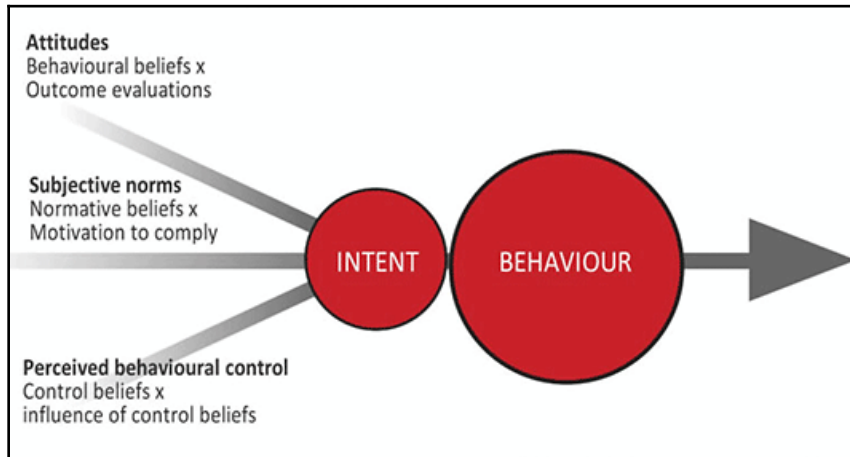 Attitudes
Behavioural beliefs x
Outcome evaluations
Subjective norms
Normative beliefs x
Motivation to comply
INTENT
BEHAVIOUR
Perceived behavioural control
Control beliefs x
influence of control beliefs